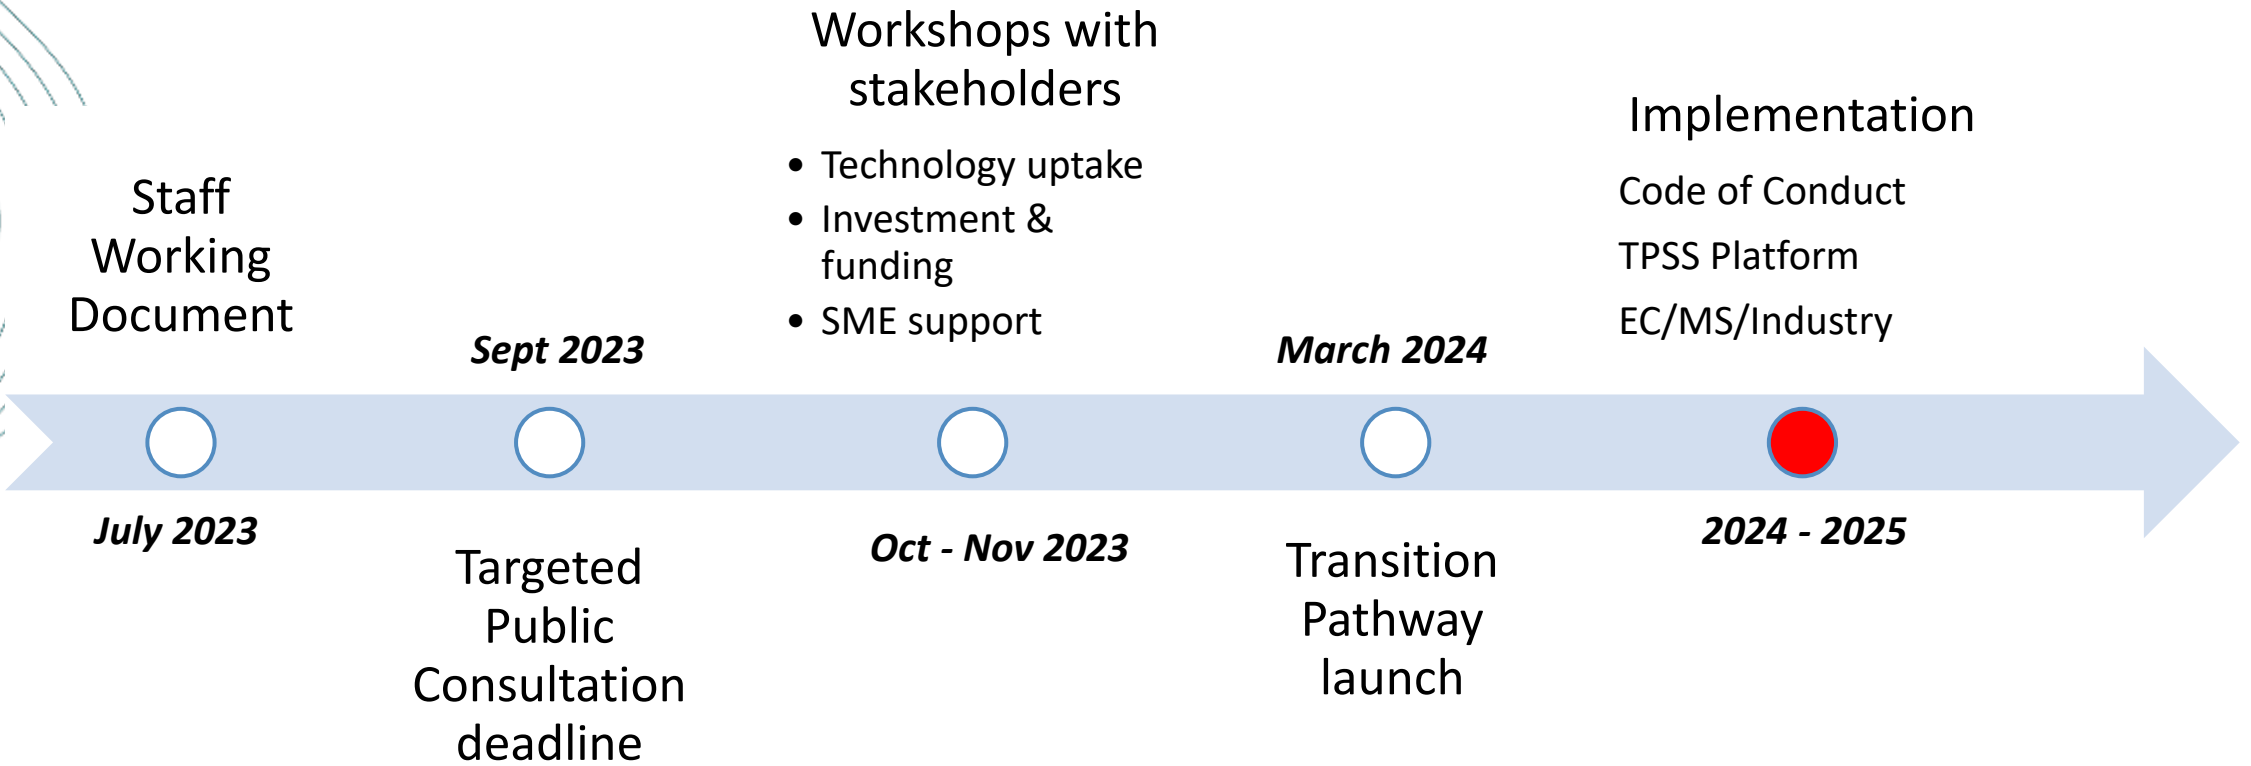 Staff
Working
Document
July 2023
Sept 2023
Targeted
Public
Consultation
deadline
Workshops with
stakeholders
• Technology uptake
• Investment &
funding
• SME support
Oct - Nov 2023
March 2024
Transition
Pathway
launch
Implementation
Code of Conduct
TPSS Platform
EC/MS/Industry
2024 - 2025